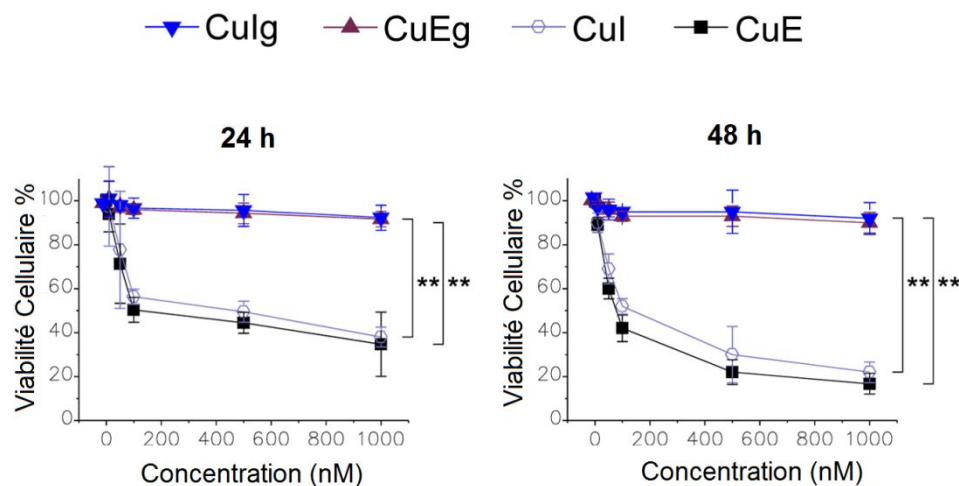 CuIg CuEg CuI CuE
24 h
48 h
Viabilité Cellulaire %
100
80
60
40
20
0
** **
0 200 400 600 800 1000
Concentration (nM)
Viabilité Cellulaire %
100
80
60
40
20
0
** **
0 200 400 600 800 1000
Concentration (nM)